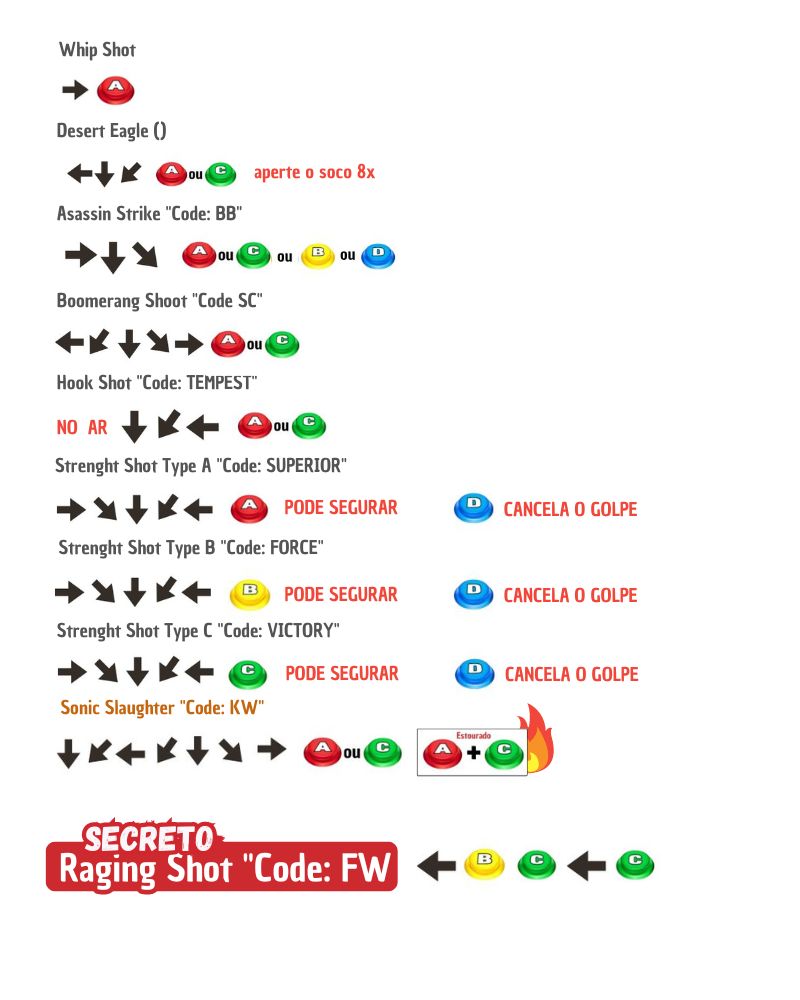 Whip Shot
A
Desert Eagle ()
A ou C aperte o soco 8x
Asassin Strike "Code: BB"
A ou C ou B ou D
Boomerang Shoot "Code SC"
A ou C
Hook Shot "Code: TEMPEST"
NO AR A ou C
Strenght Shot Type A "Code: SUPERIOR"
A PODE SEGURAR D CANCELA O GOLPE
Strenght Shot Type B "Code: FORCE"
B PODE SEGURAR D CANCELA O GOLPE
Strenght Shot Type C "Code: VICTORY"
C PODE SEGURAR D CANCELA O GOLPE
Sonic Slaughter "Code: KW"
Estourado
A ou C A + C
SECRETO
Raging Shot "Code: FW B C C